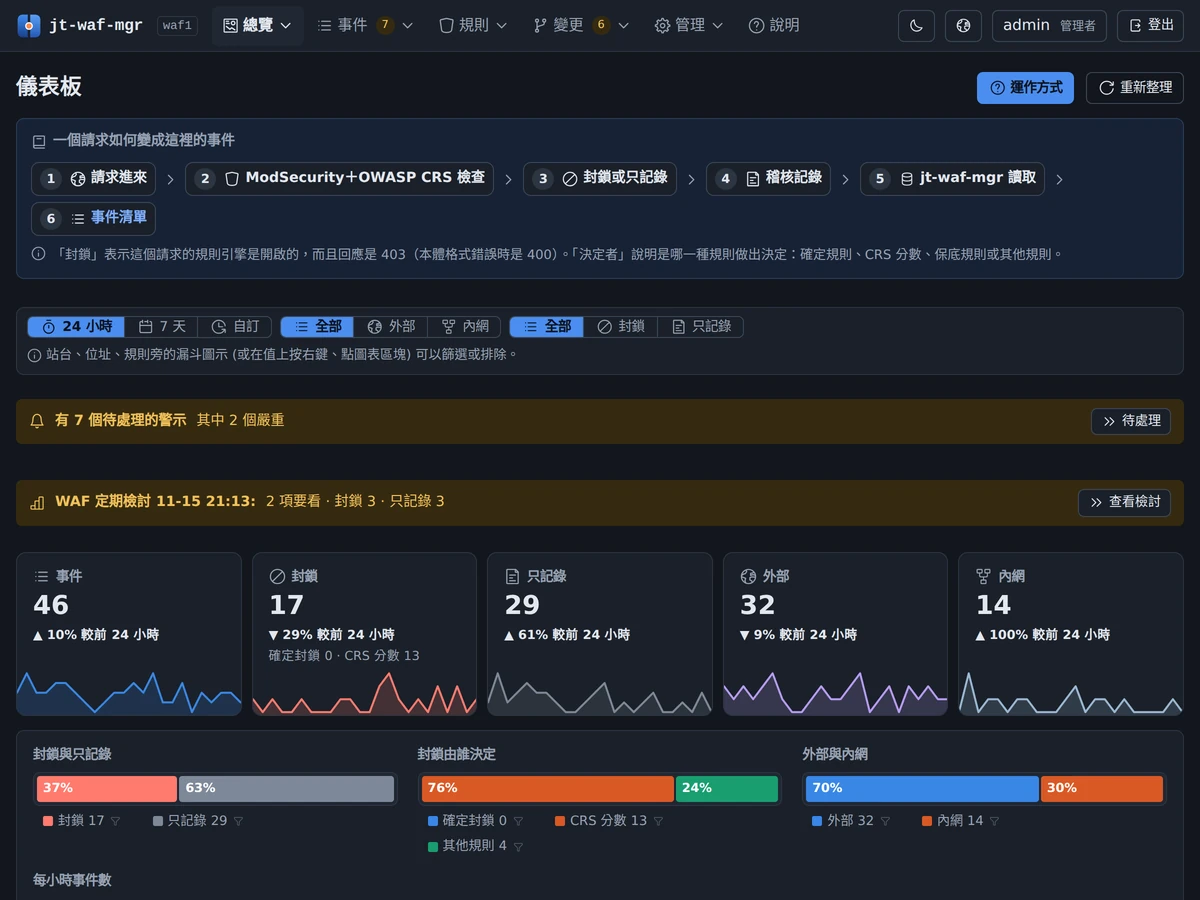 jt-waf-mgr waf1 總覽 事件 7 規則 變更 6 管理 說明 admin 管理者 登出
儀表板 運作方式 重新整理
一個請求如何變成這裡的事件
1 請求進來 2 ModSecurity+OWASP CRS 檢查 3 封鎖或只記錄 4 稽核記錄 5 jt-waf-mgr 讀取
6 事件清單
「封鎖」表示這個請求的規則引擎是開啟的，而且回應是 403（本體格式錯誤時是 400）。「決定者」說明是哪一種規則做出決定：確定規則、CRS 分數、保底規則或其他規則。
24 小時 7 天 自訂 全部 外部 內網 全部 封鎖 只記錄
站台、位址、規則旁的漏斗圖示 (或在值上按右鍵、點圖表區塊) 可以篩選或排除。
有 7 個待處理的警示 其中 2 個嚴重 待處理
WAF 定期檢討 11-15 21:13: 2 項要看 · 封鎖 3 · 只記錄 3 查看檢討
事件
46
▲ 10% 較前 24 小時
封鎖
17
▼ 29% 較前 24 小時
確定封鎖 0 · CRS 分數 13
只記錄
29
▲ 61% 較前 24 小時
外部
32
▼ 9% 較前 24 小時
內網
14
▲ 100% 較前 24 小時
封鎖與只記錄
37% 63%
封鎖 17 只記錄 29
封鎖由誰決定
76% 24%
確定封鎖 0 CRS 分數 13
其他規則 4
外部與內網
70% 30%
外部 32 內網 14
每小時事件數